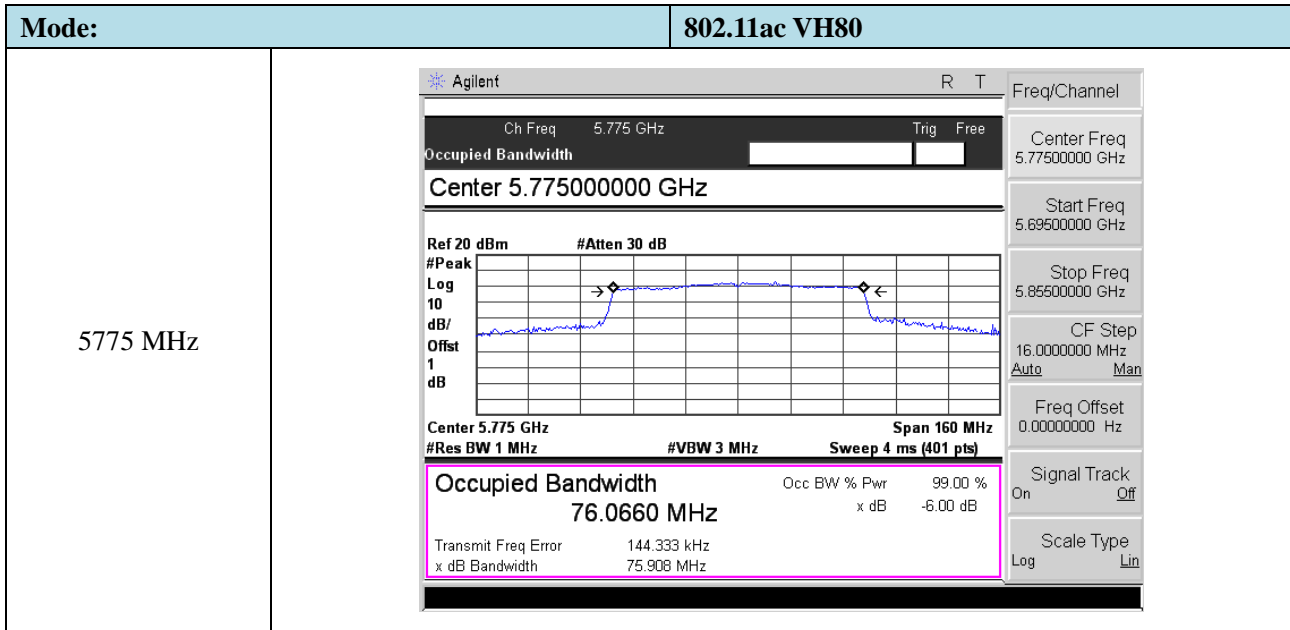 Mode: 802.11ac VH80
5775 MHz
Agilent R T
Ch Freq 5.775 GHz Trig Free
Occupied Bandwidth
Center 5.775000000 GHz
Ref 20 dBm #Atten 30 dB
#Peak
Log
10
dB/
Offst
1
dB
Center 5.775 GHz Span 160 MHz
#Res BW 1 MHz #VBW 3 MHz Sweep 4 ms (401 pts)
Occupied Bandwidth Occ BW % Pwr 99.00 %
76.0660 MHz x dB -6.00 dB
Transmit Freq Error 144.333 kHz
x dB Bandwidth 75.908 MHz
Freq/Channel
Center Freq
5.77500000 GHz
Start Freq
5.69500000 GHz
Stop Freq
5.85500000 GHz
CF Step
16.0000000 MHz
Auto Man
Freq Offset
0.00000000 Hz
Signal Track
On Off
Scale Type
Log Lin